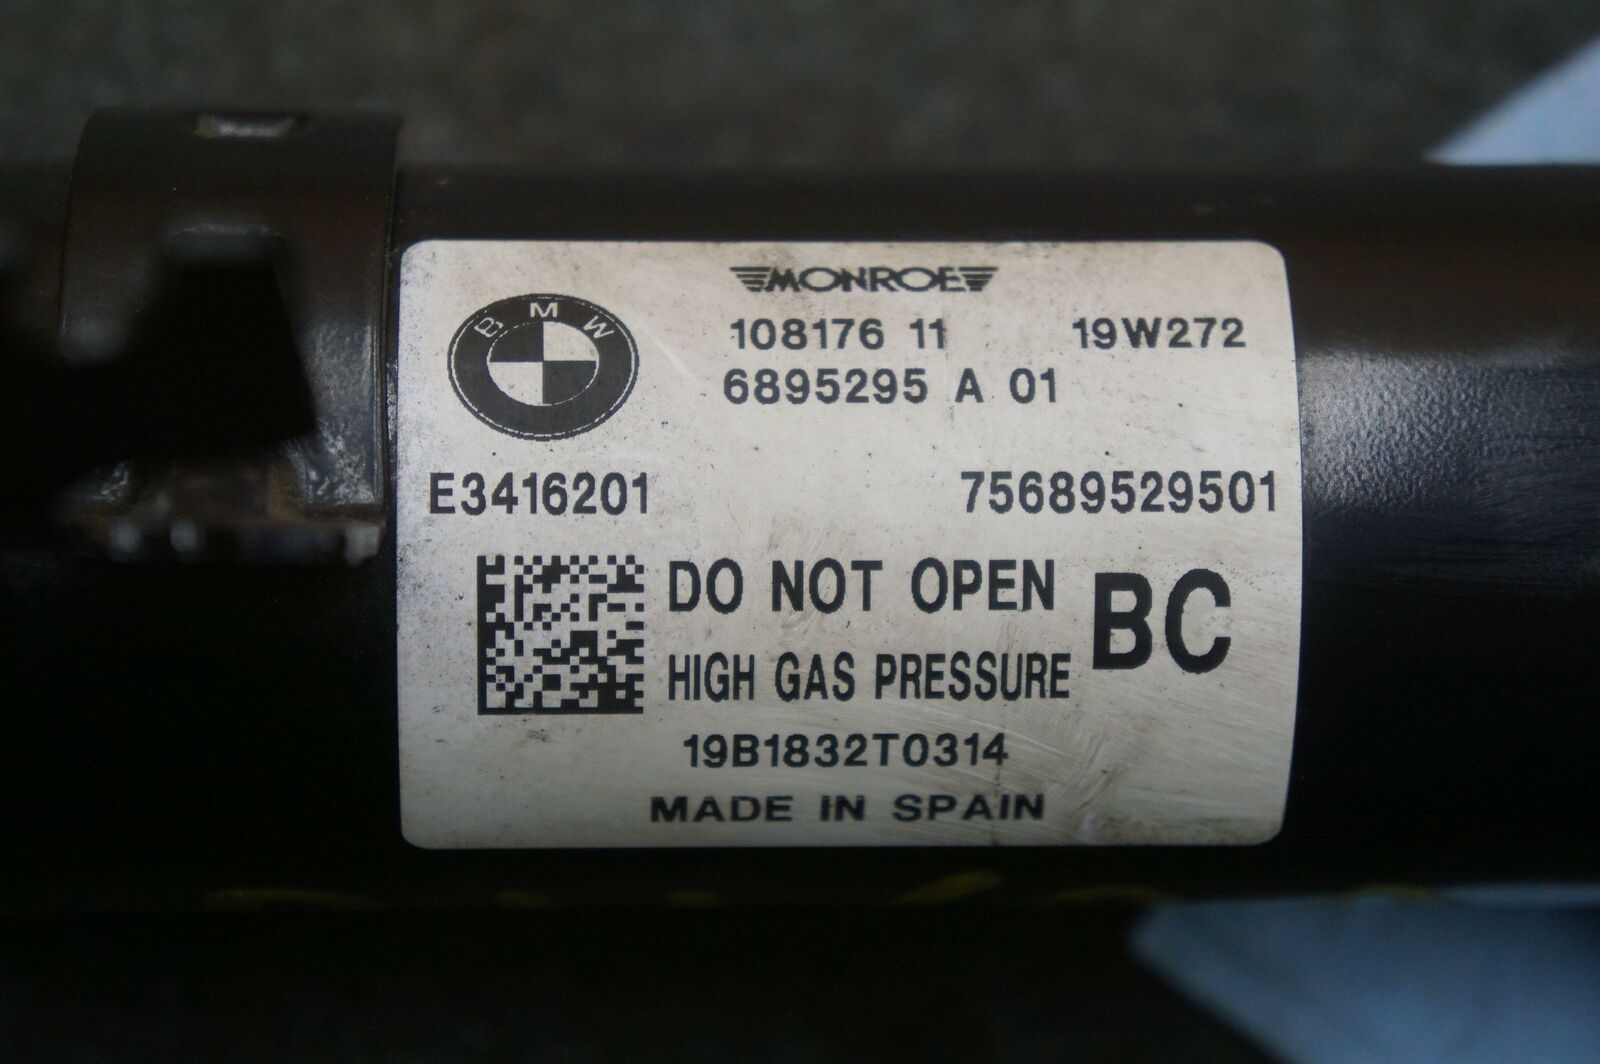 MONROE
BMW
108176 11 19W272
6895295 A 01
E3416201 75689529501
DO NOT OPEN BC
HIGH GAS PRESSURE
19B1832T0314
MADE IN SPAIN